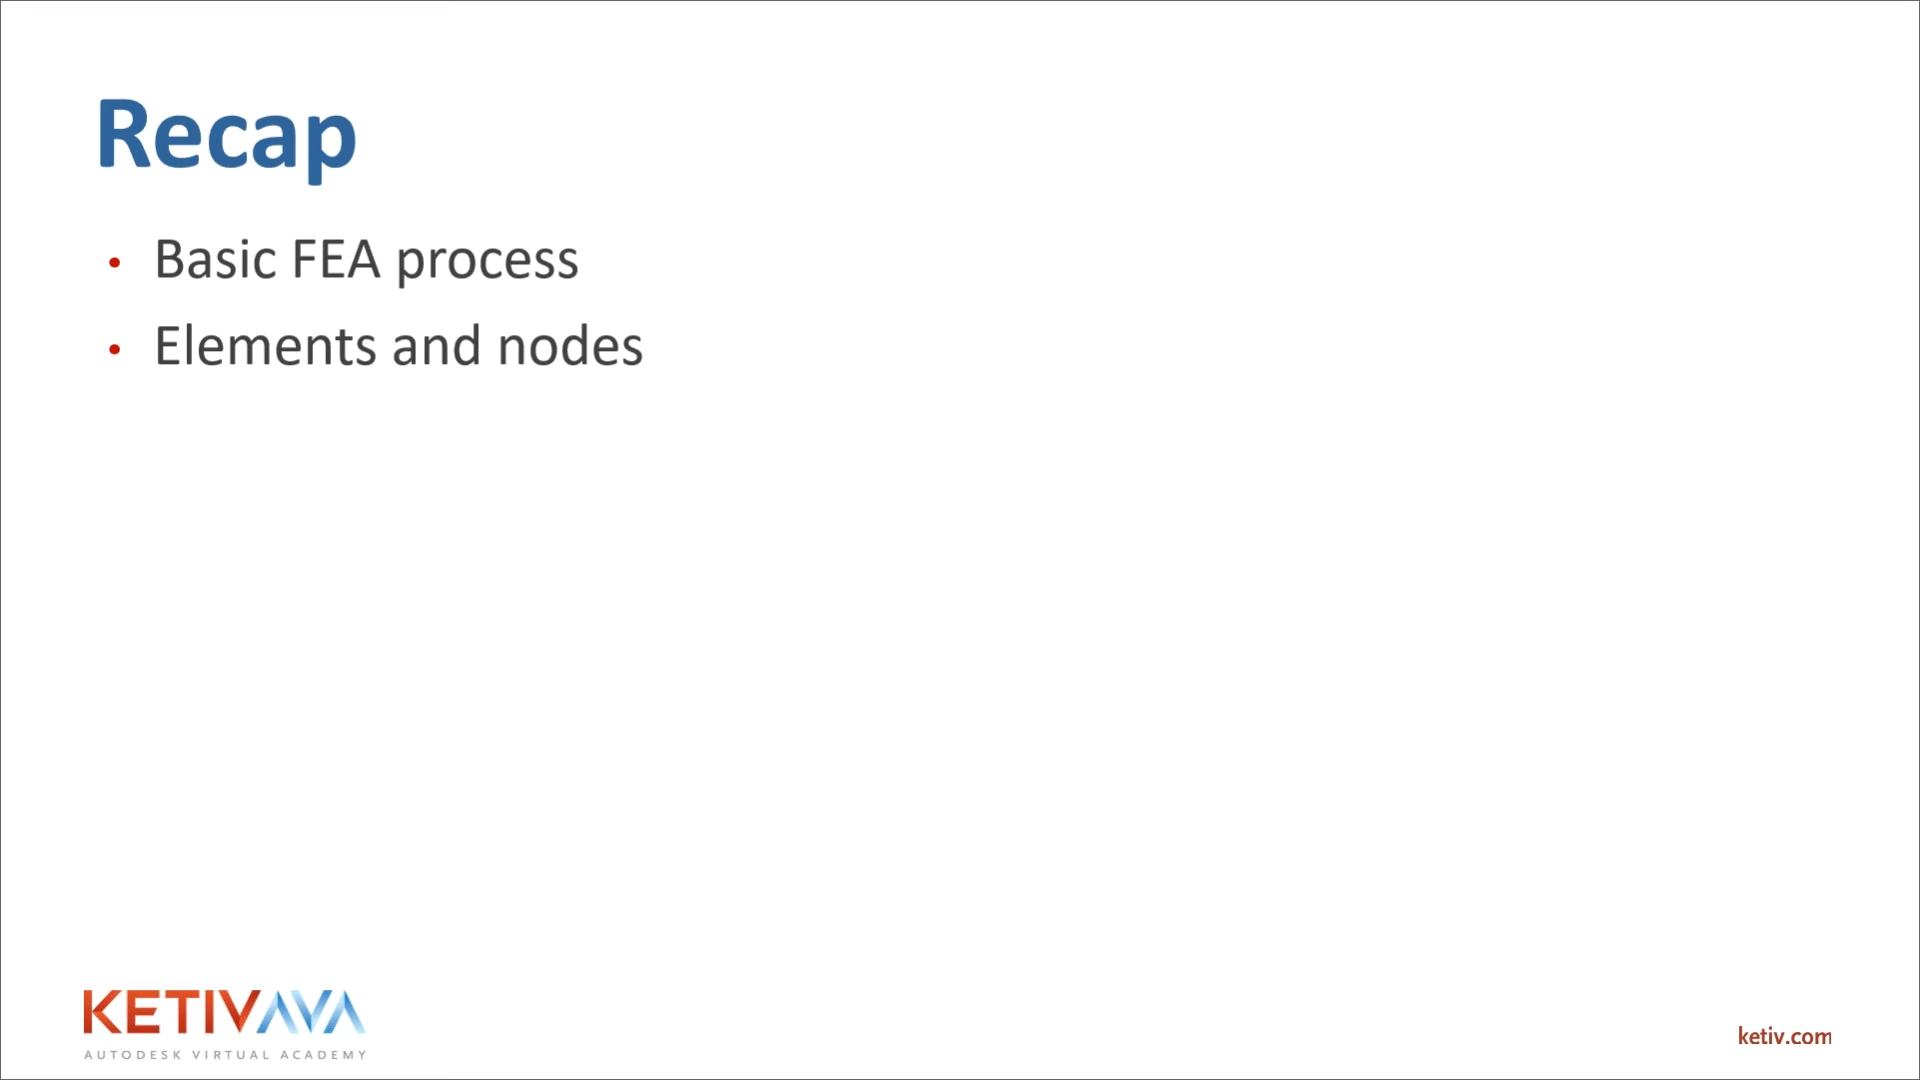 Recap
• Basic FEA process
• Elements and nodes
KETIVAVA
AUTODESK VIRTUAL ACADEMY
ketiv.com